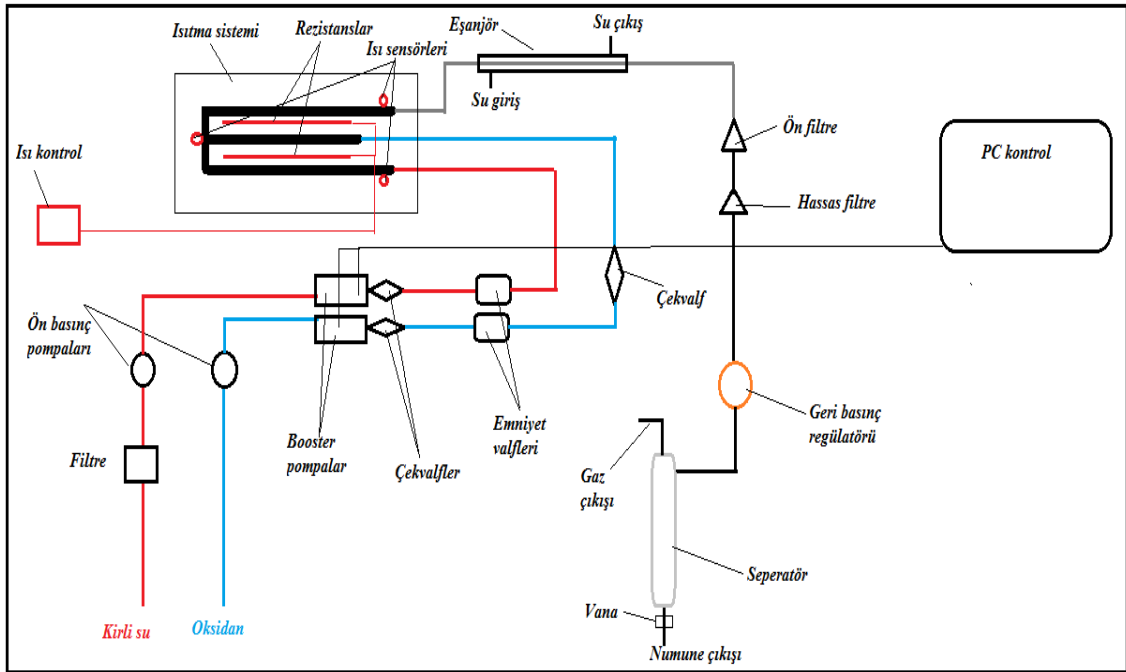 Isıtma sistemi
Rezistanslar
Isı sensörleri
Eşanjör
Su çıkış
Su giriş
Ön filtre
PC kontrol
Isı kontrol
Hassas filtre
Çekvalf
Ön basınç
pompaları
Booster
pompalar
Çekvalfler
Emniyet
valfleri
Geri basınç
regülatörü
Filtre
Gaz
çıkışı
Seperatör
Vana
Kirli su
Oksidan
Numune çıkışı